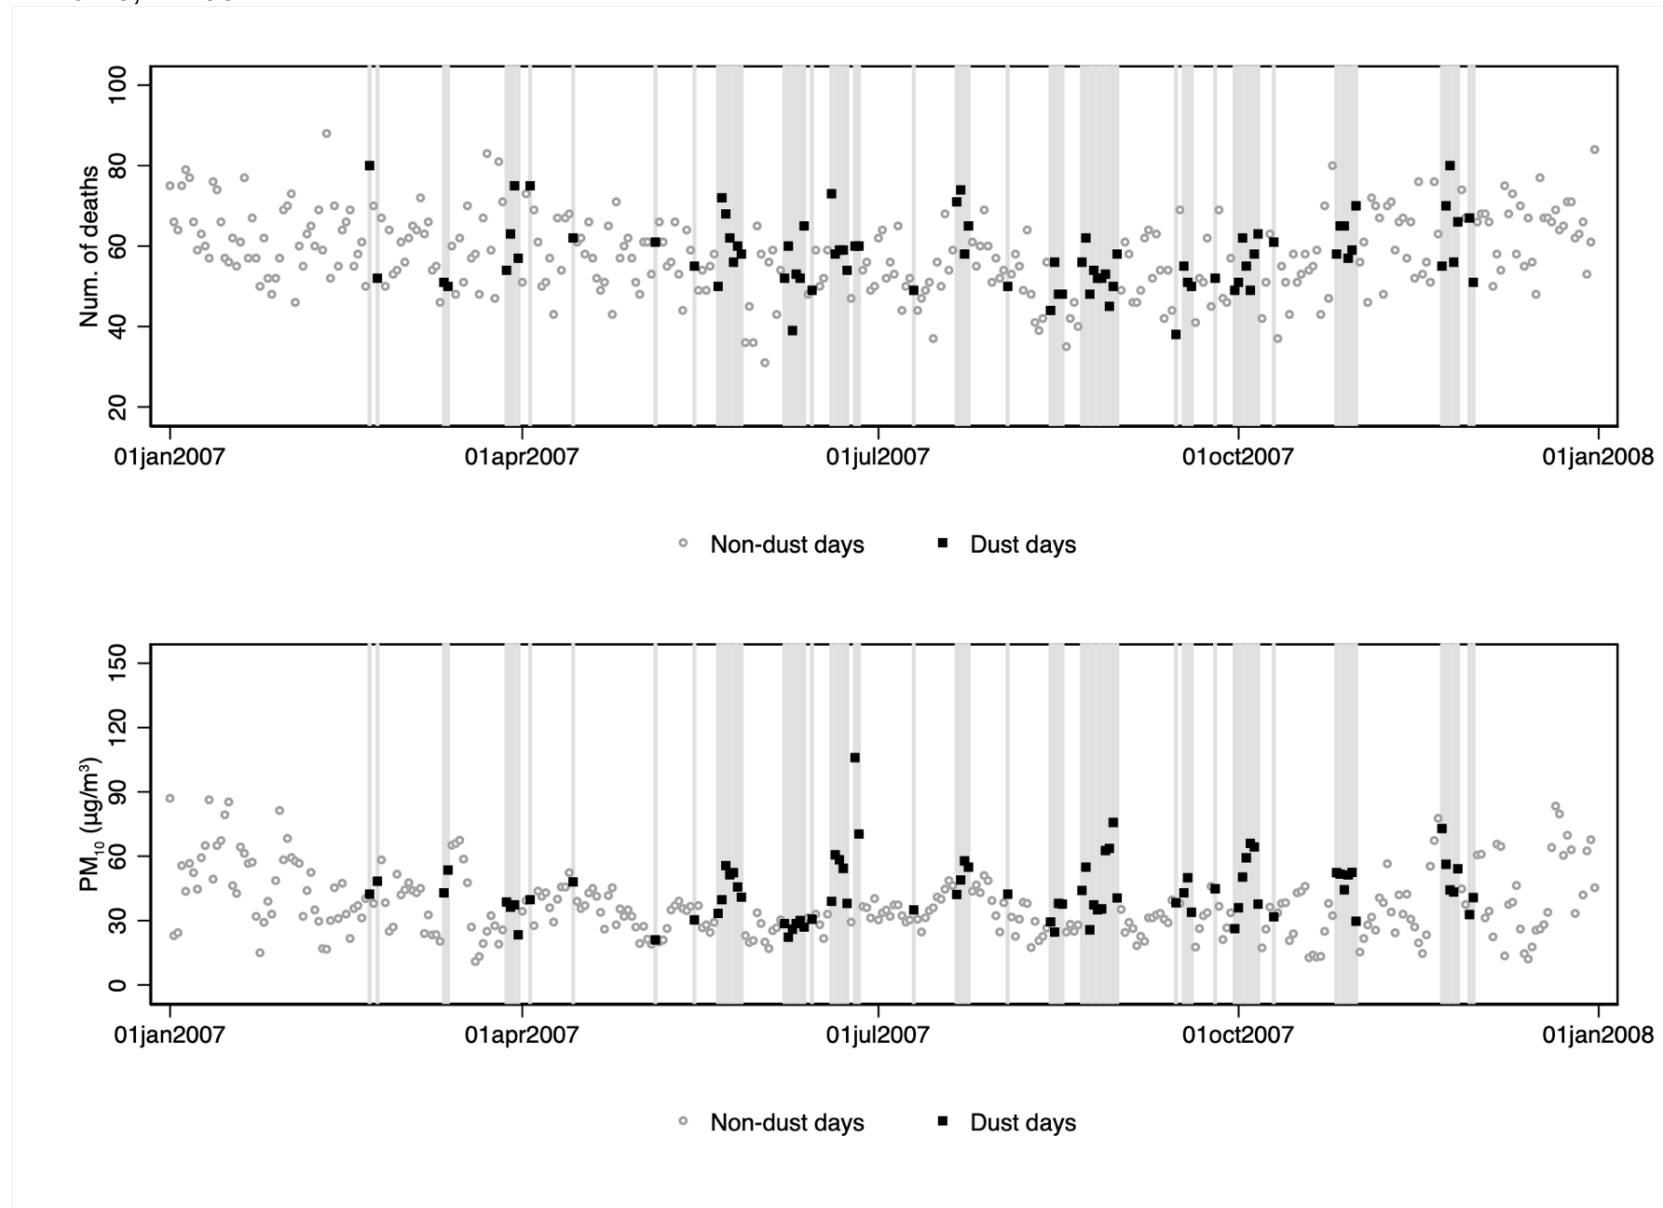 100
80
60
40
20
Num. of deaths
01jan2007 01apr2007 01jul2007 01oct2007 01jan2008
Non-dust days Dust days
150
120
90
60
30
0
PM10 (µg/m³)
01jan2007 01apr2007 01jul2007 01oct2007 01jan2008
Non-dust days Dust days